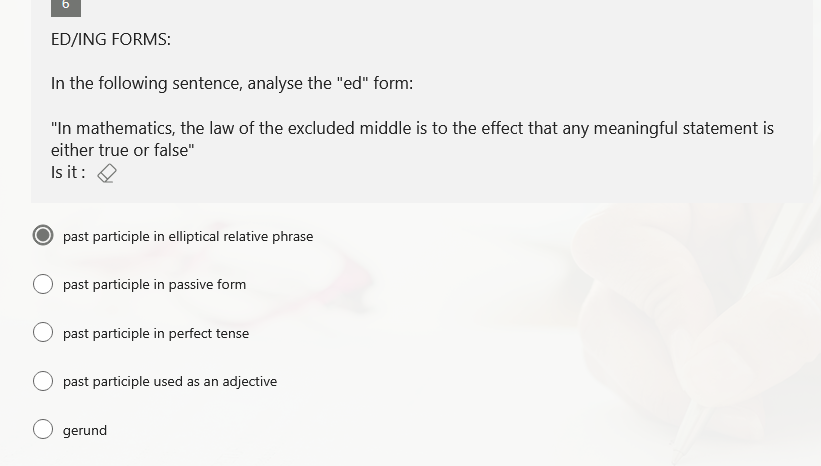 6
ED/ING FORMS:
In the following sentence, analyse the "ed" form:
"In mathematics, the law of the excluded middle is to the effect that any meaningful statement is
either true or false"
Is it :
past participle in elliptical relative phrase
past participle in passive form
past participle in perfect tense
past participle used as an adjective
gerund